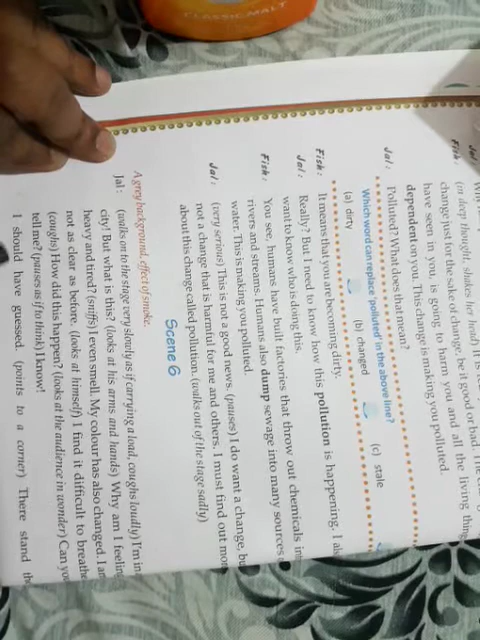 CLASSIC MALT
Jal :
Fish :
(in deep thought, shakes her head) It is
change just for the sake of change, be it good or bad. The
have seen in you, is going to harm you and all the living thing
dependent on you. This change is making you polluted.
Jal : Polluted? What does that mean?
Which word can replace 'polluted' in the above line?
(a) dirty (b) changed (c) stale
Fish : It means that you are becoming dirty.
Jal : Really? But I need to know how this pollution is happening. I
want to know who is doing this.
Fish : You see, humans have built factories that throw out chemicals
rivers and streams. Humans also dump sewage into many sources
water. This is making you polluted.
Jal : (very serious) This is not a good news. (pauses) I do want a change,
not a change that is harmful for me and others. I must find out
about this change called pollution. (walks out of the stage sadly)
Scene 6
A grey background, effect of smoke.
Jal : (walks on to the stage very slowly as if carrying a load, coughs loudly) I'm in
city! But what is this? (looks at his arms and hands) Why am I
heavy and tired? (sniffs) I even smell. My colour has also changed. I
not as clear as before. (looks at himself) I find it difficult to
(coughs) How did this happen? (looks at the audience in wonder) Can
tell me? (pauses as if to think) I know!
I should have guessed. (points to a corner) There stand